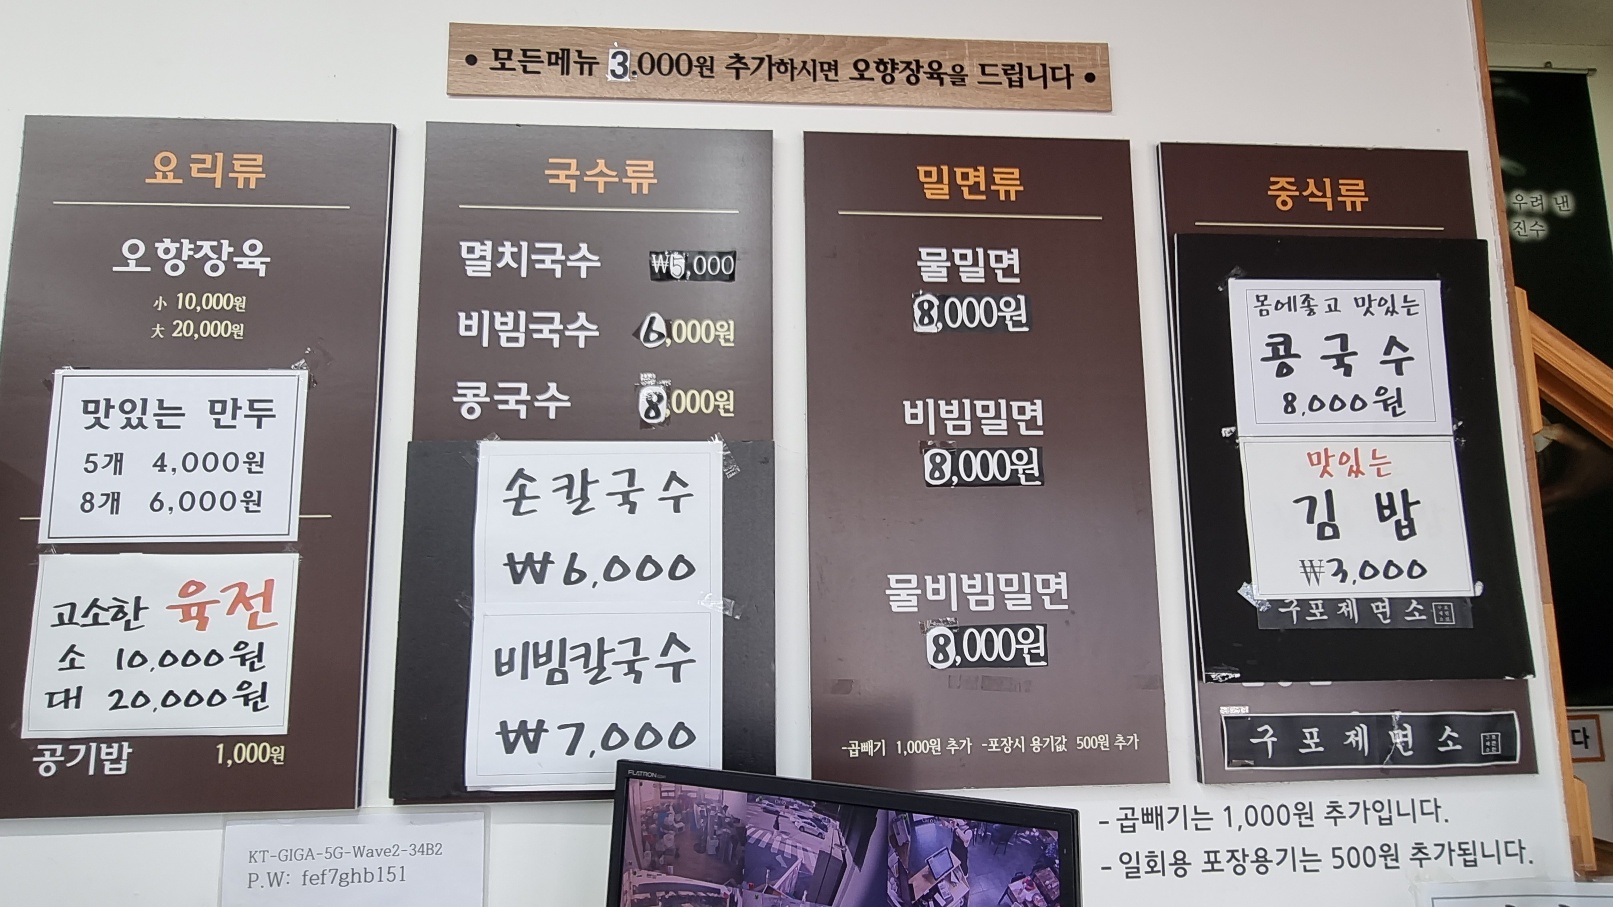 • 모든메뉴 3.000원 추가하시면 오향장육을 드립니다 •
요리류
오향장육
小 10,000원
大 20,000원
맛있는 만두
5개 4,000원
8개 6,000원
고소한 육전
소 10,000원
대 20,000원
공기밥 1,000원
국수류
멸치국수 ₩5,000
비빔국수 6,000원
콩국수 8,000원
손칼국수
₩6,000
비빔칼국수
₩7,000
밀면류
물밀면
8,000원
비빔밀면
8,000원
물비빔밀면
8,000원
-곱빼기 1,000원 추가 -포장시 용기값 500원 추가
중식류
몸에좋고 맛있는
콩국수
8,000원
맛있는
김밥
₩3,000
구포제면소
구포제면소
우려 낸
진수
다
-곱빼기는 1,000원 추가입니다.
-일회용 포장용기는 500원 추가됩니다.
KT-GIGA-5G-Wave2-34B2
P.W: fef7ghb151
FLATRON